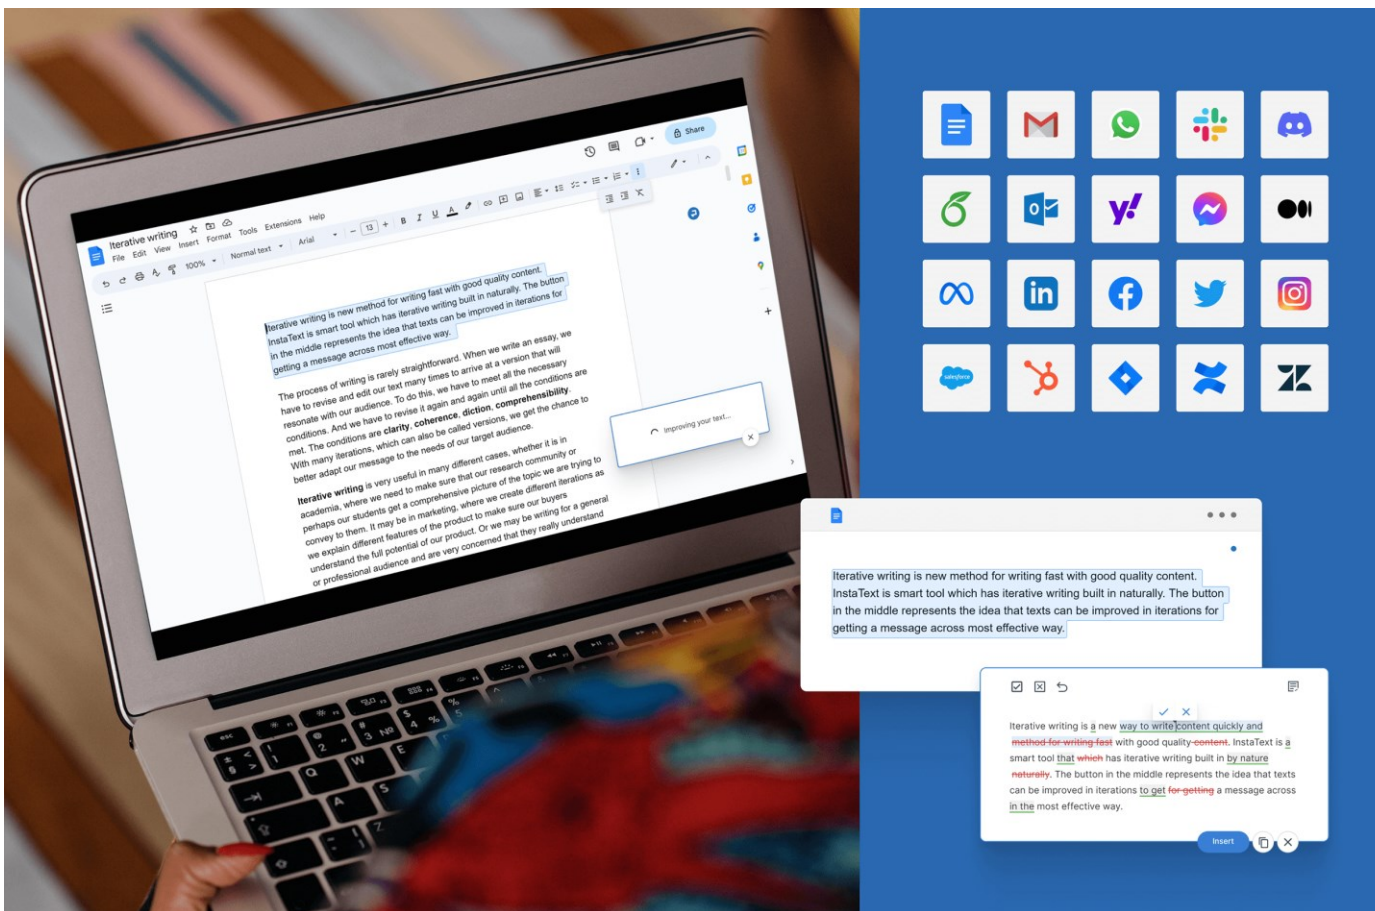 Iterative writing
File Edit View Insert Format Tools Extensions Help
Share
100% Normal text Arial 13 B I U A
Iterative writing is new method for writing fast with good quality content.
InstaText is smart tool which has iterative writing built in naturally. The button
in the middle represents the idea that texts can be improved in iterations for
getting a message across most effective way.
The process of writing is rarely straightforward. When we write an essay, we
have to revise and edit our text many times to arrive at a version that will
resonate with our audience. To do this, we have to meet all the necessary
conditions. And we have to revise it again and again until all the conditions are
met. The conditions are clarity, coherence, diction, comprehensibility.
With many iterations, which can also be called versions, we get the chance to
better adapt our message to the needs of our target audience.
Iterative writing is very useful in many different cases, whether it is in
academia, where we need to make sure that our research community or
perhaps our students get a comprehensive picture of the topic we are trying to
convey to them. It may be in marketing, where we create different iterations as
we explain different features of the product to make sure our buyers
understand the full potential of our product. Or we may be writing for a general
or professional audience and are very concerned that they really understand
Improving your text...
esc
Q W E
A S
Z
salesforce
in
Iterative writing is new method for writing fast with good quality content.
InstaText is smart tool which has iterative writing built in naturally. The button
in the middle represents the idea that texts can be improved in iterations for
getting a message across most effective way.
Iterative writing is a new way to write content quickly and
method for writing fast with good quality content. InstaText is a
smart tool that which has iterative writing built in by nature
naturally. The button in the middle represents the idea that texts
can be improved in iterations to get for getting a message across
in the most effective way.
Insert